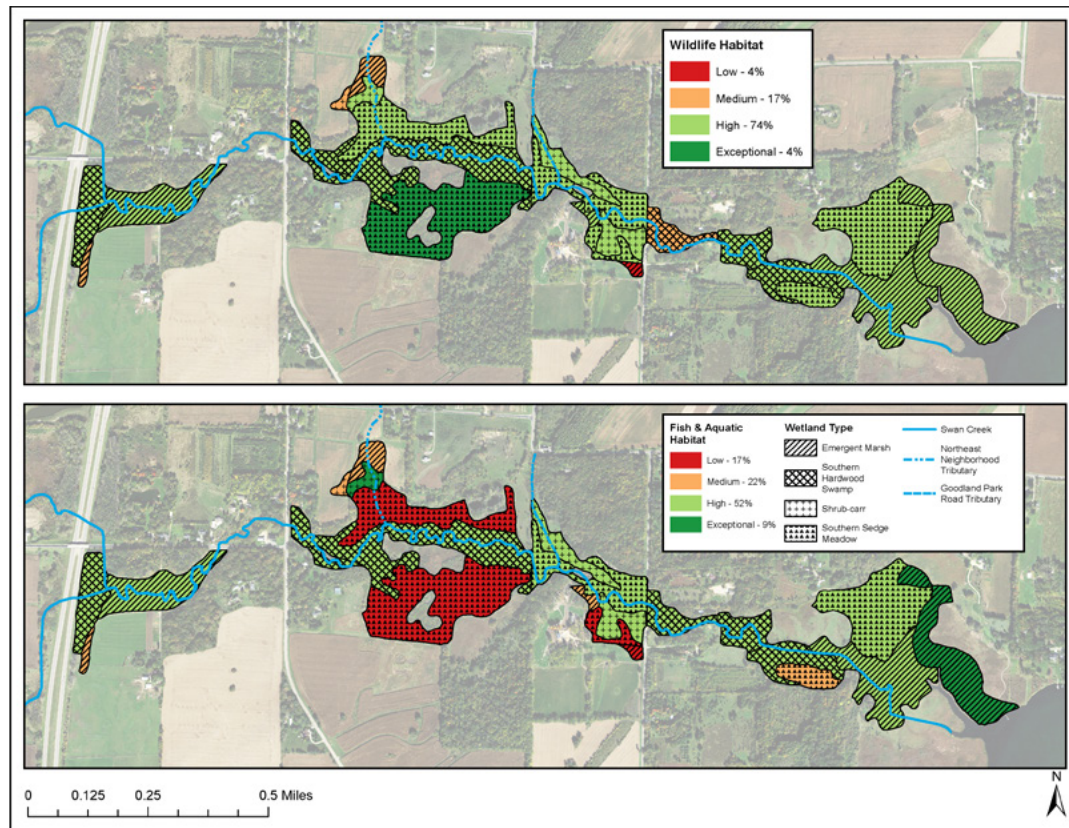 Wildlife Habitat
Low - 4%
Medium - 17%
High - 74%
Exceptional - 4%
Fish & Aquatic
Habitat
Low - 17%
Medium - 22%
High - 52%
Exceptional - 9%
Wetland Type
Emergent Marsh
Southern
Hardwood
Swamp
Shrub-carr
Southern Sedge
Meadow
Swan Creek
Northeast
Neighborhood
Tributary
Goodland Park
Road Tributary
0 0.125 0.25 0.5 Miles
N